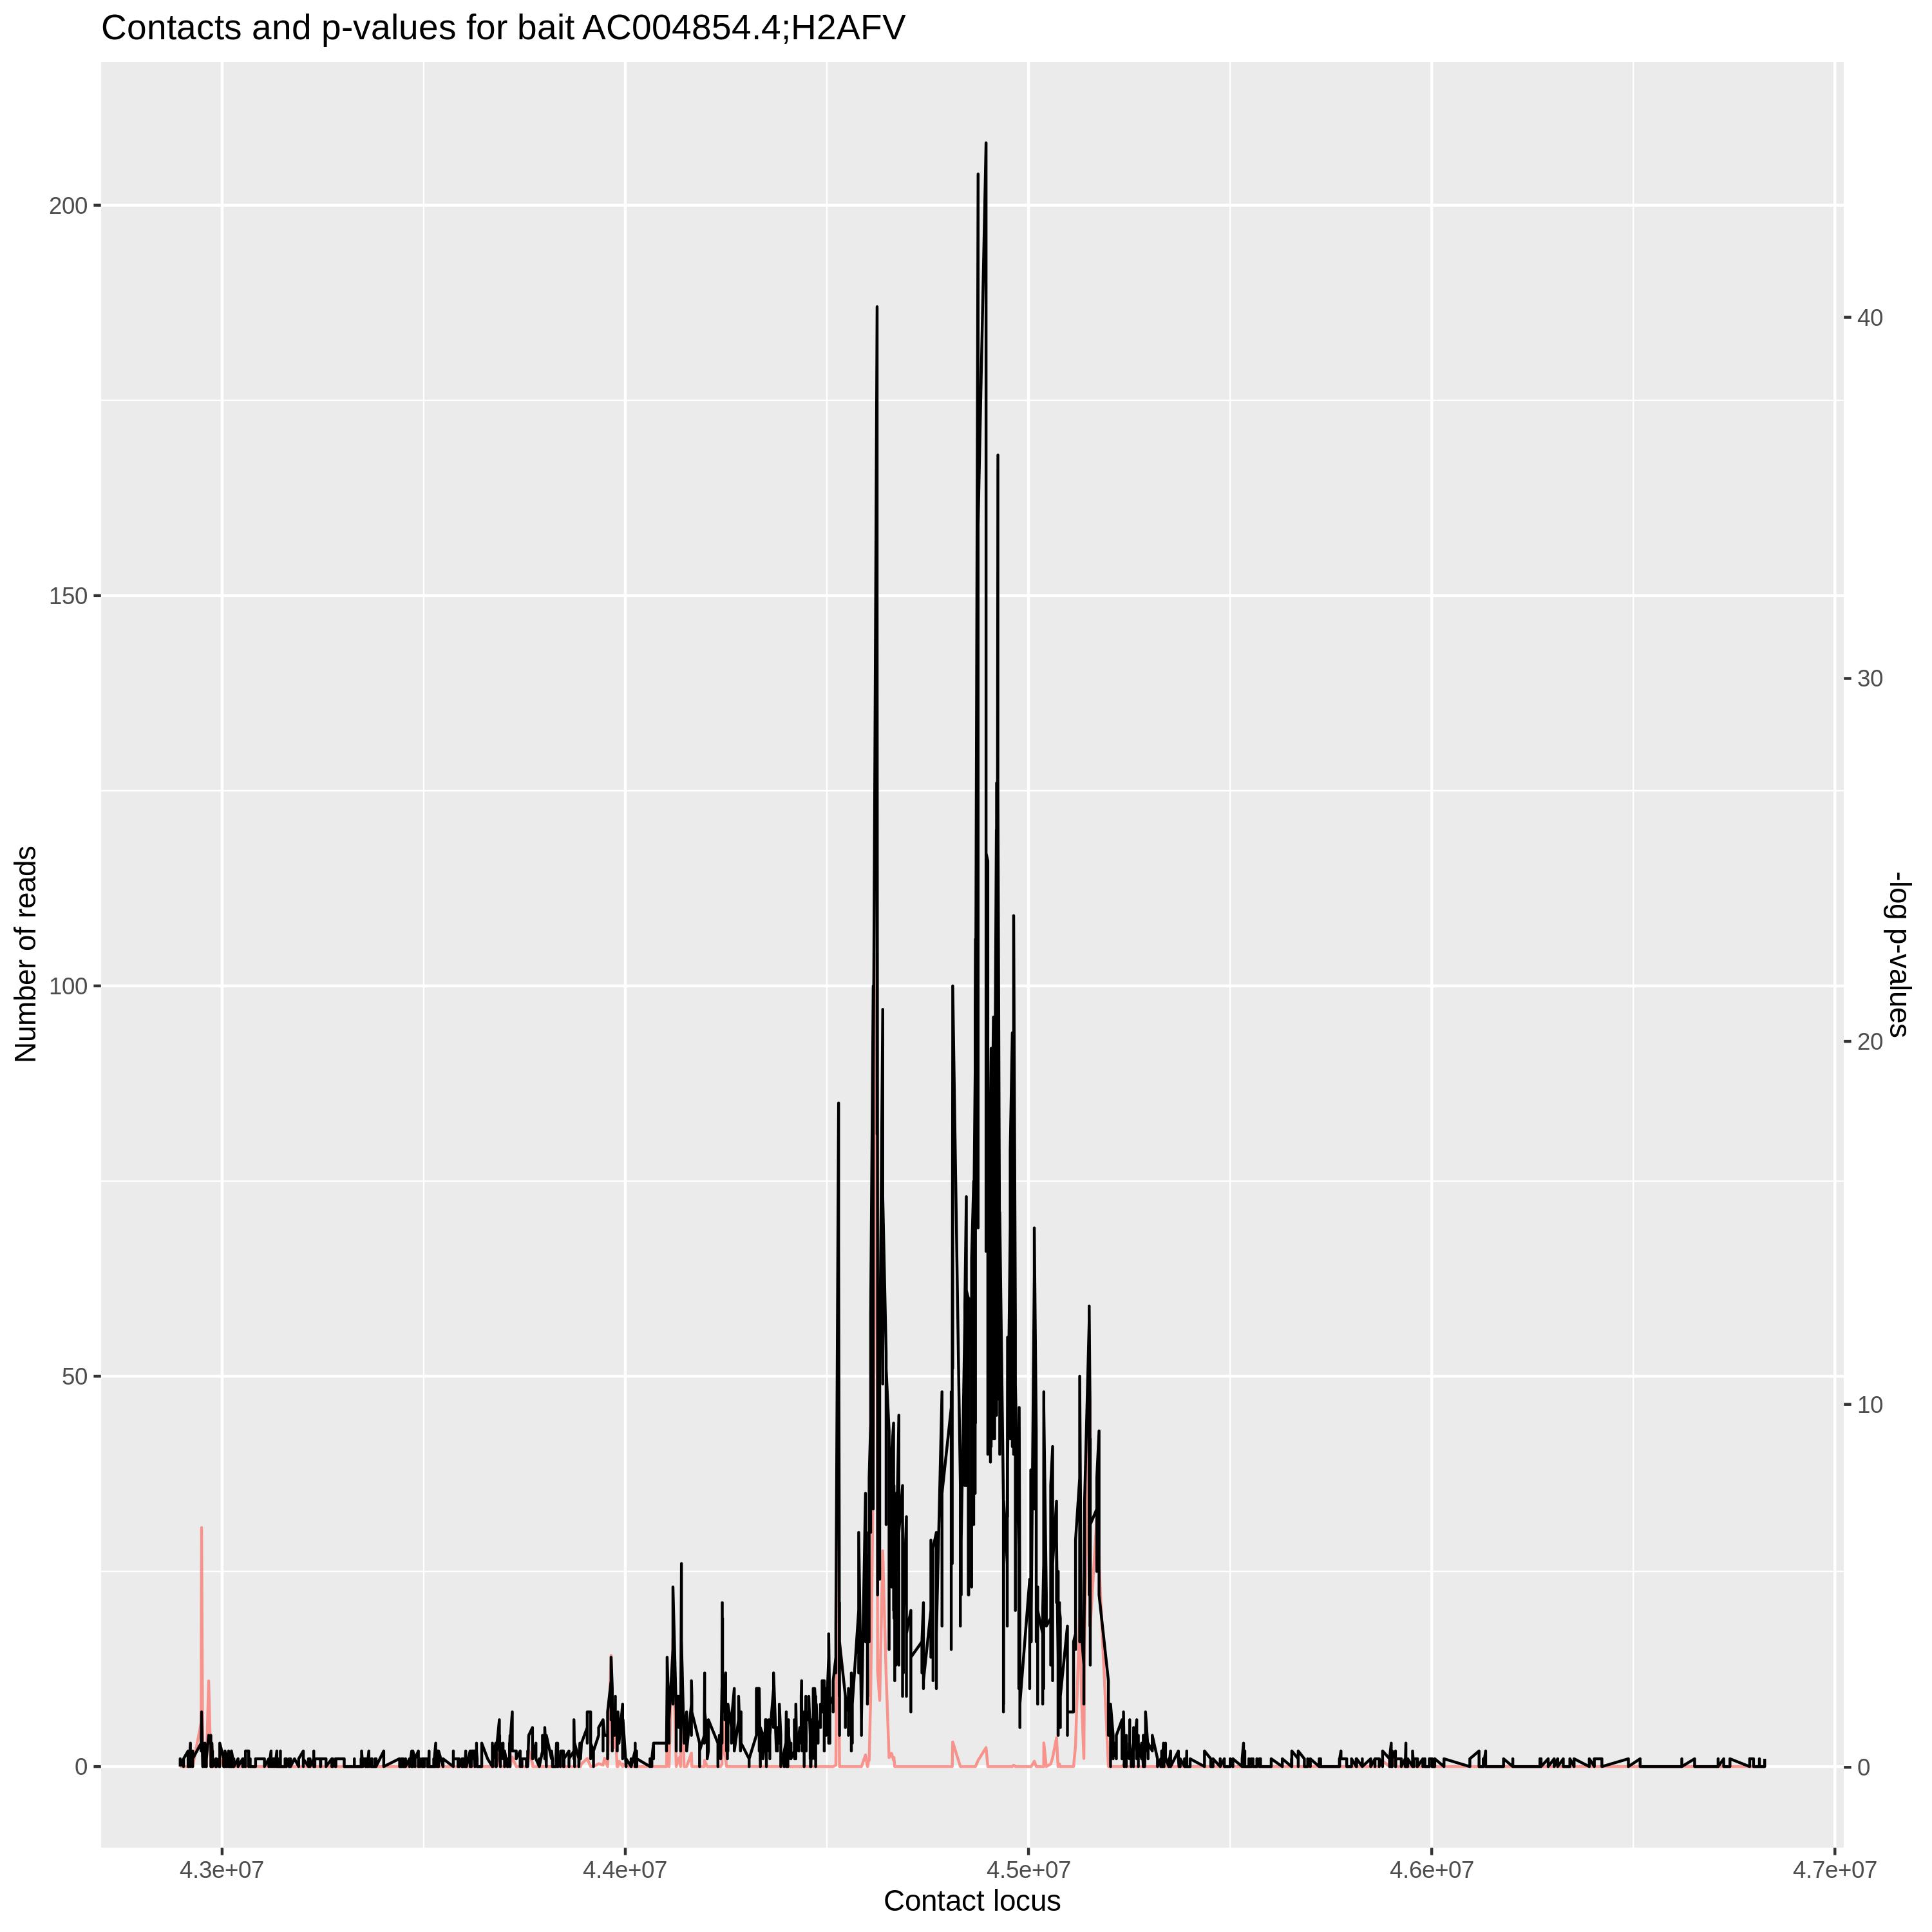 Contacts and p-values for bait AC004854.4;H2AFV
Number of reads
200
150
100
50
0
40
30
20
10
0
-log p-values
4.3e+07 4.4e+07 4.5e+07 4.6e+07 4.7e+07
Contact locus